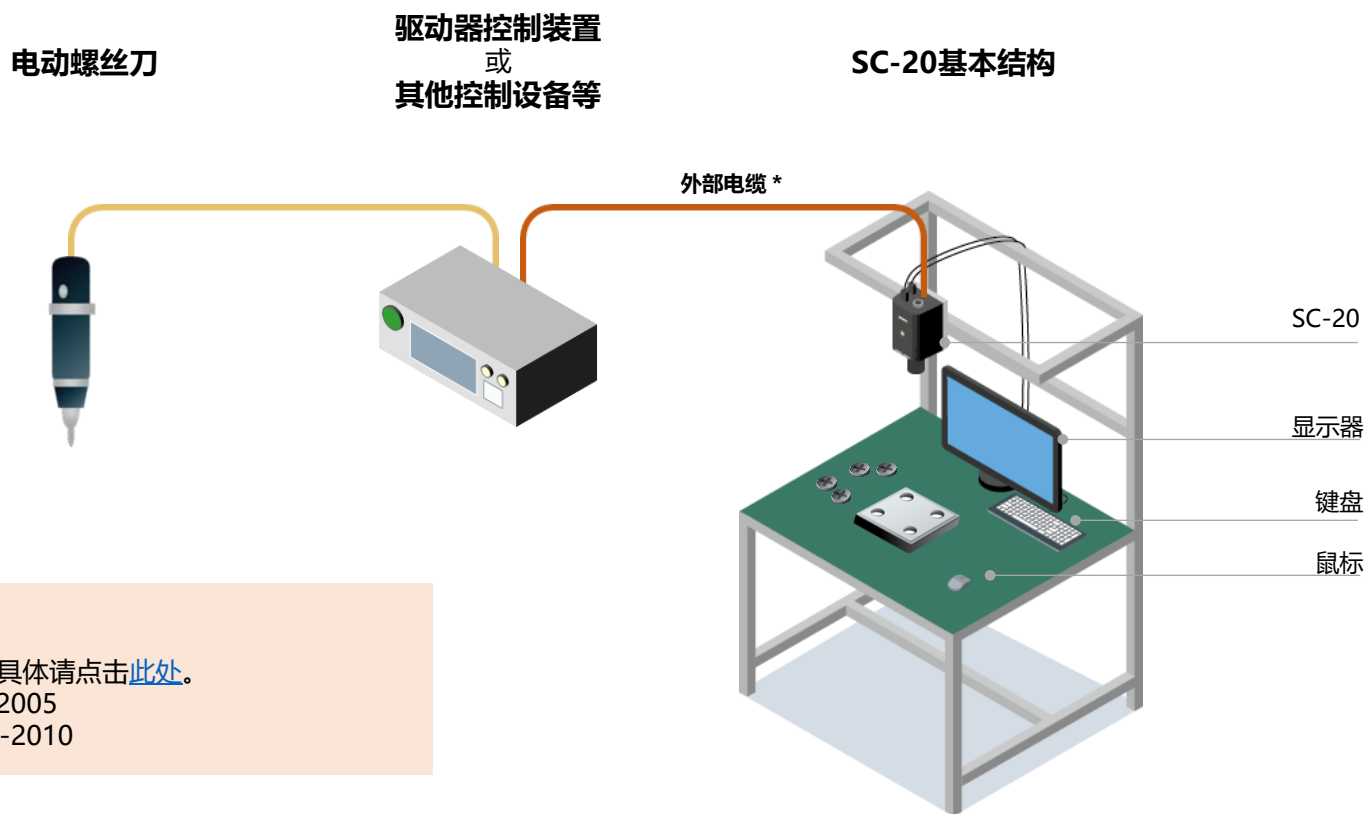 电动螺丝刀
驱动器控制装置
或
其他控制设备等
SC-20基本结构
外部电缆 *
SC-20
显示器
键盘
鼠标
具体请点击此处。
2005
-2010